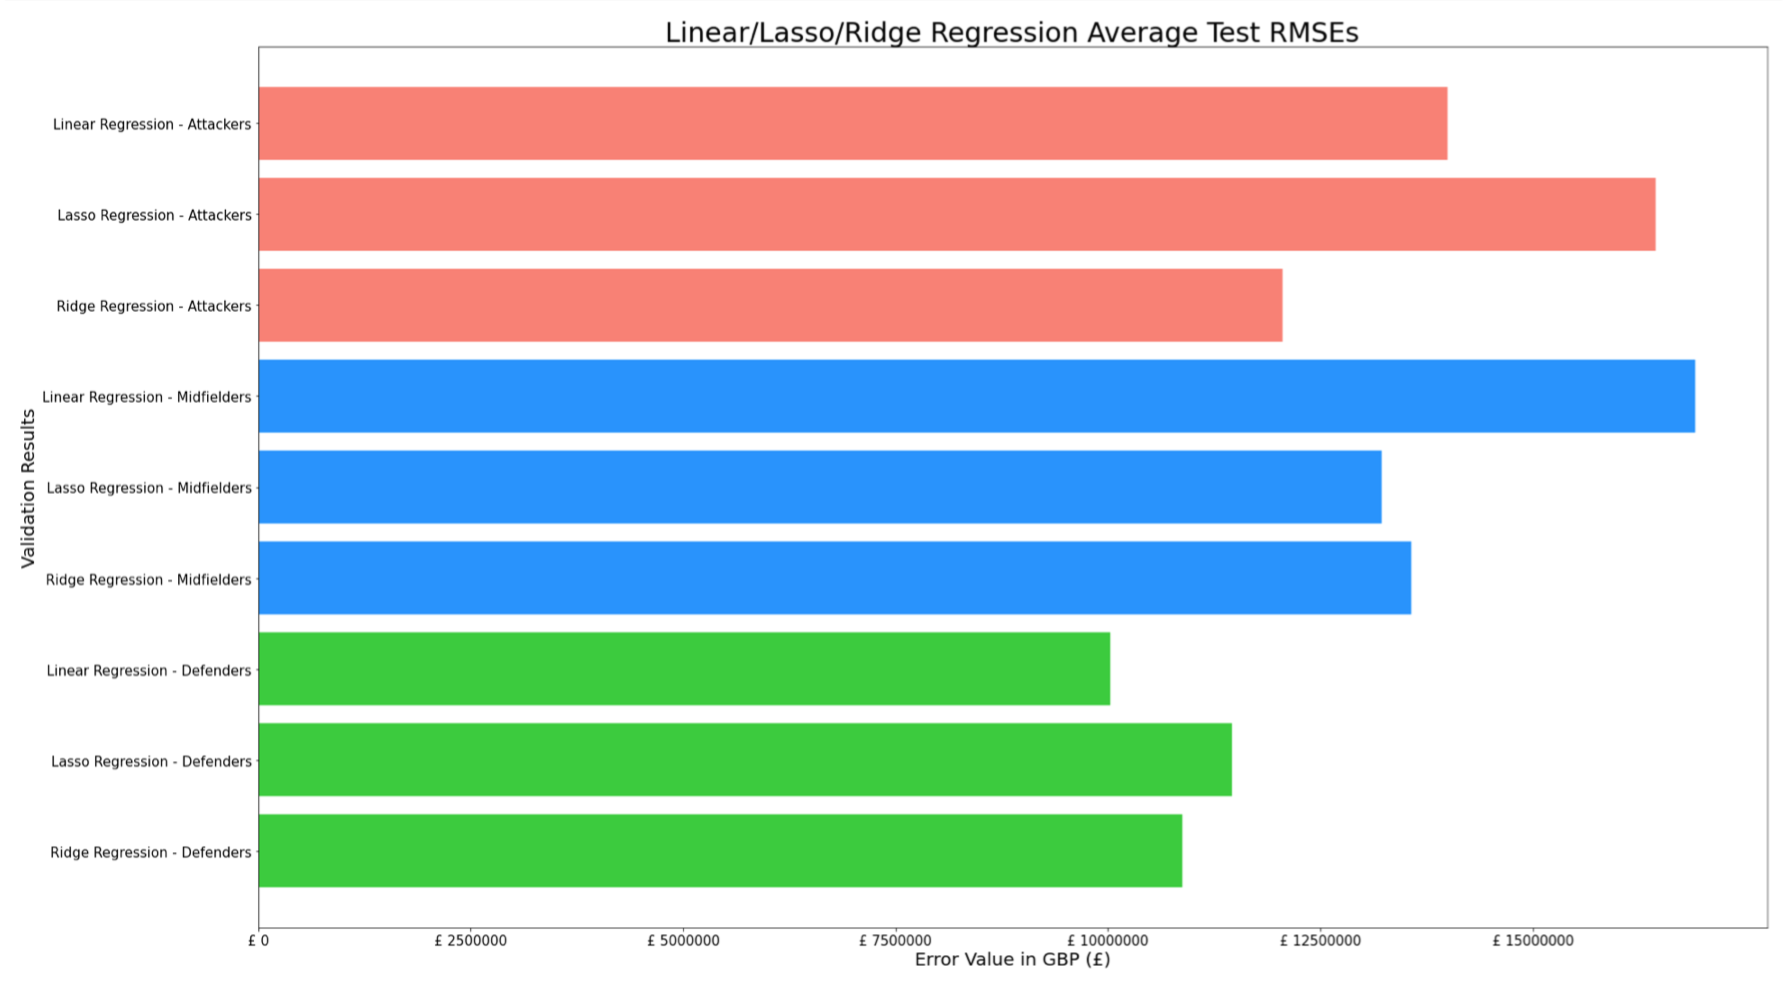 Linear/Lasso/Ridge Regression Average Test RMSEs
Validation Results
Linear Regression - Attackers
Lasso Regression - Attackers
Ridge Regression - Attackers
Linear Regression - Midfielders
Lasso Regression - Midfielders
Ridge Regression - Midfielders
Linear Regression - Defenders
Lasso Regression - Defenders
Ridge Regression - Defenders
£ 0 £ 2500000 £ 5000000 £ 7500000 £ 10000000 £ 12500000 £ 15000000
Error Value in GBP (£)